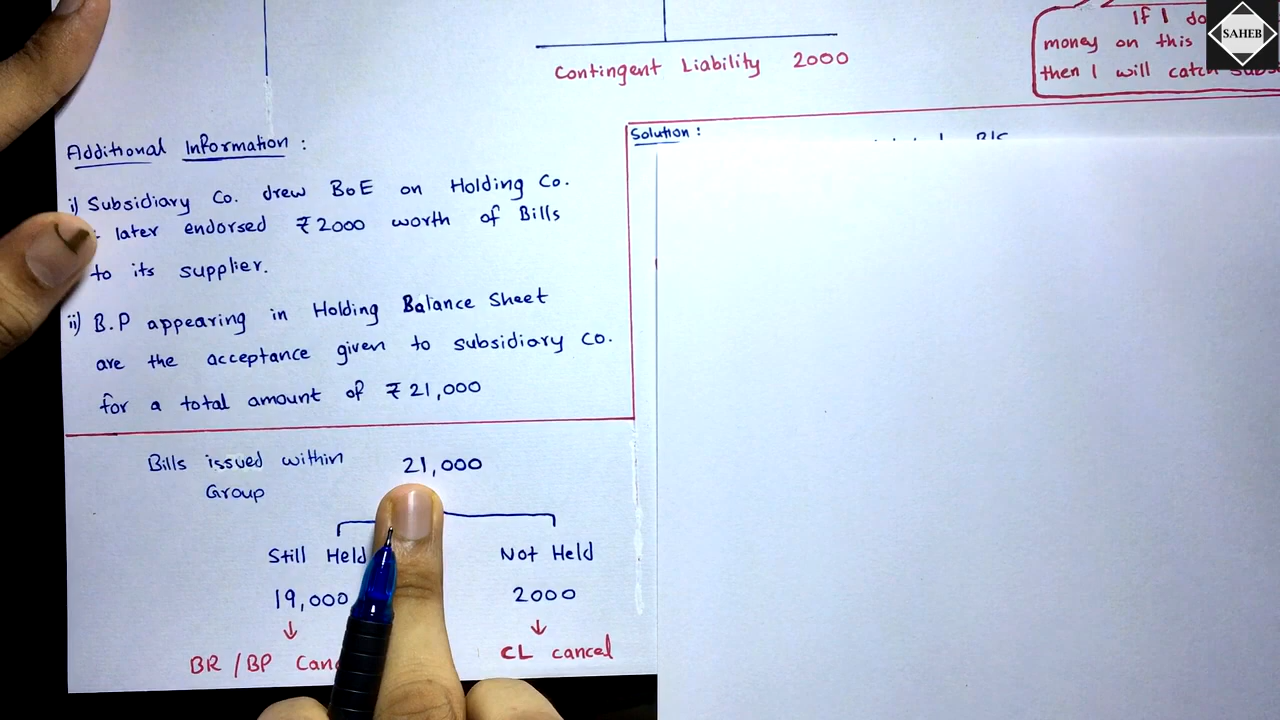 If I do
SAHEB
money on this
then I will catch
Contingent Liability 2000
Additional Information :
i) Subsidiary Co. drew BoE on Holding Co.
later endorsed ₹2000 worth of Bills
to its supplier.
ii) B.P appearing in Holding Balance Sheet
are the acceptance given to subsidiary Co.
for a total amount of ₹21,000
Solution :
Bills issued within 21,000
Group
Still Held Not Held
19,000 2000
↓ ↓
BR / BP CL cancel